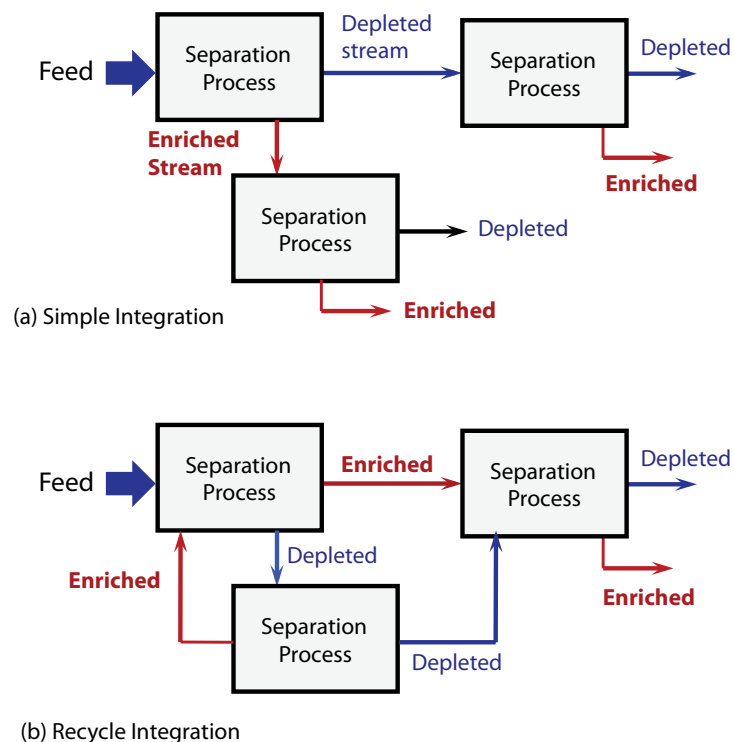 Feed
Separation
Process
Depleted
stream
Separation
Process
Depleted
Enriched
Stream
Enriched
Separation
Process
Depleted
Enriched
(a) Simple Integration
Feed
Separation
Process
Enriched
Separation
Process
Depleted
Depleted
Enriched
Enriched
Separation
Process
Depleted
(b) Recycle Integration